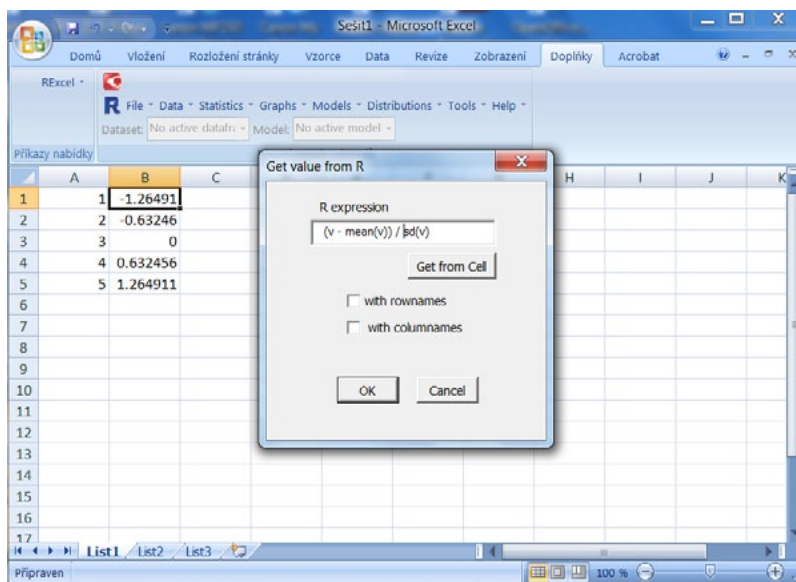 Sešit1 - Microsoft Excel
Domů Vložení Rozložení stránky Vzorce Data Revize Zobrazení Doplňky Acrobat
RExcel
R File Data Statistics Graphs Models Distributions Tools Help
Dataset: No active datafra Model: No active model
Příkazy nabídky
Get value from R
X
R expression
(v - mean(v)) / sd(v)
Get from Cell
with rownames
with columnames
OK Cancel
A B C H I J K
1 1 -1.26491
2 2 -0.63246
3 3 0
4 4 0.632456
5 5 1.264911
6
7
8
9
10
11
12
13
14
15
16
17
List1 List2 List3
Připraven 100 %